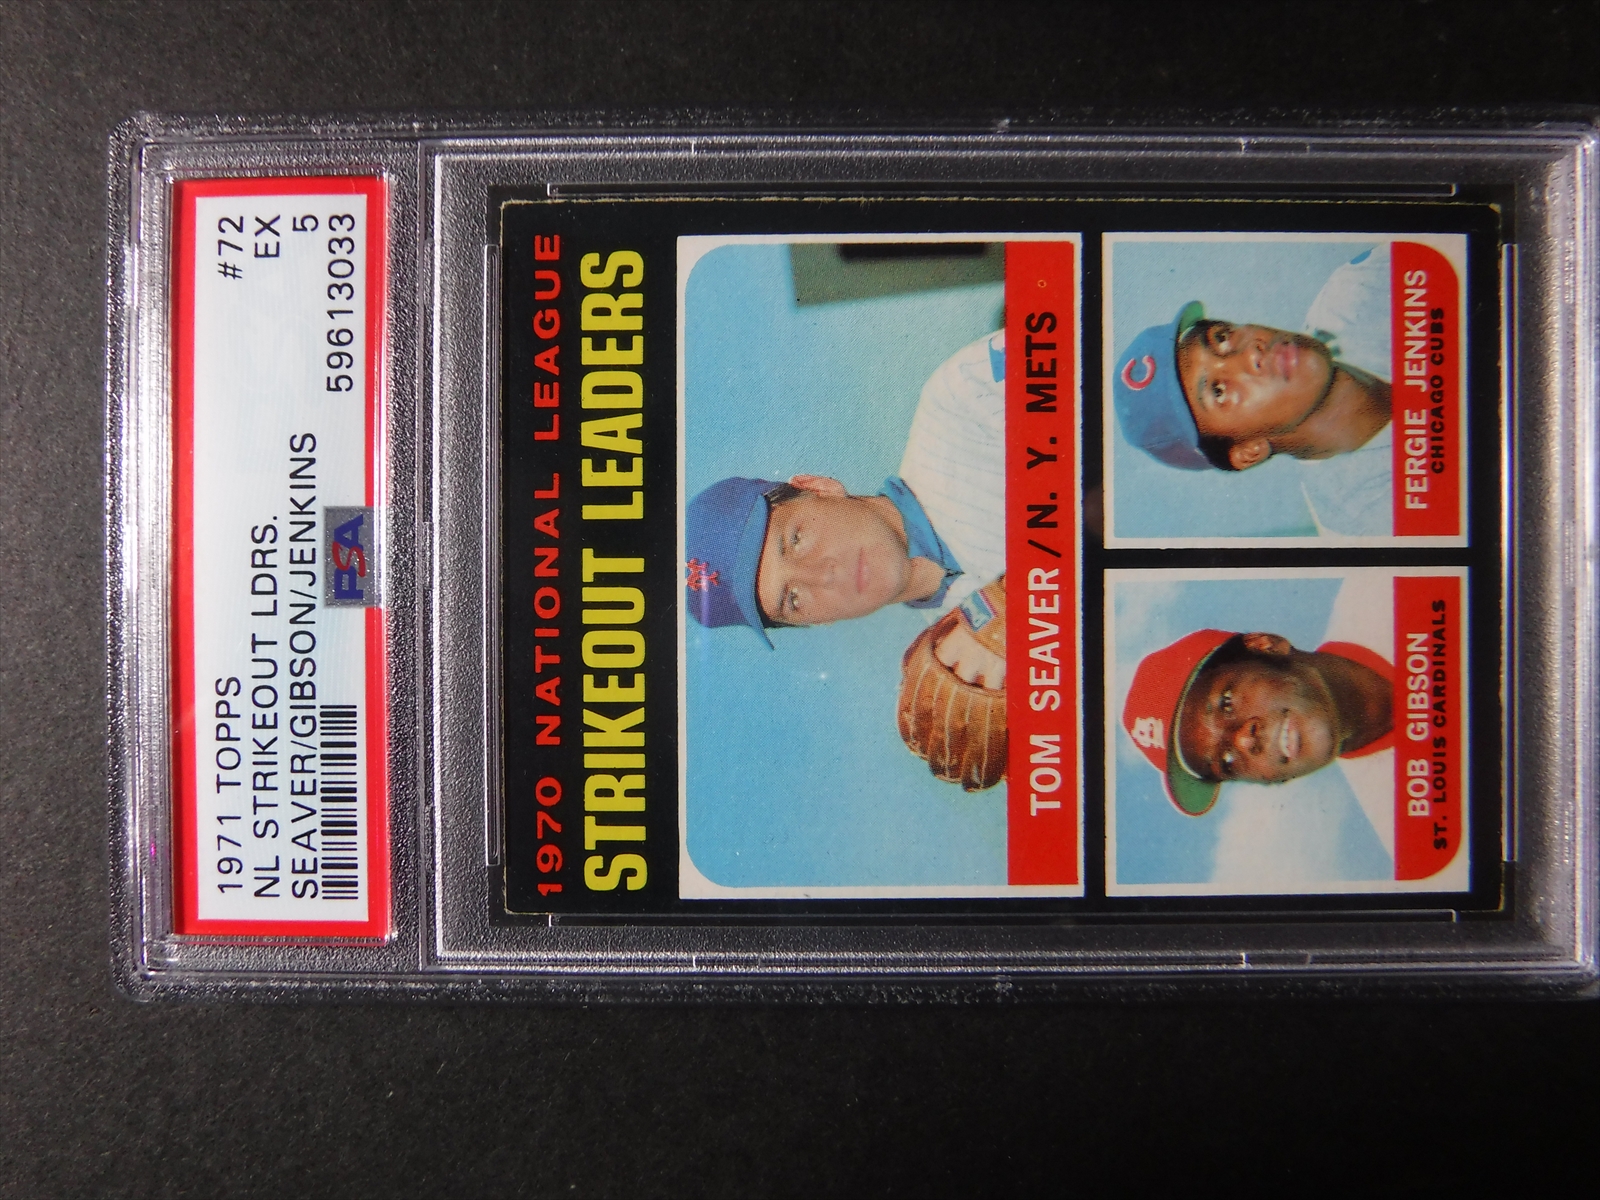 1971 TOPPS #72
NL STRIKEOUT LDRS. EX
SEAVER/GIBSON/JENKINS 5
59613033
PSA
1970 NATIONAL LEAGUE
STRIKEOUT LEADERS
TOM SEAVER / N. Y. METS
BOB GIBSON
ST. LOUIS CARDINALS
FERGIE JENKINS
CHICAGO CUBS